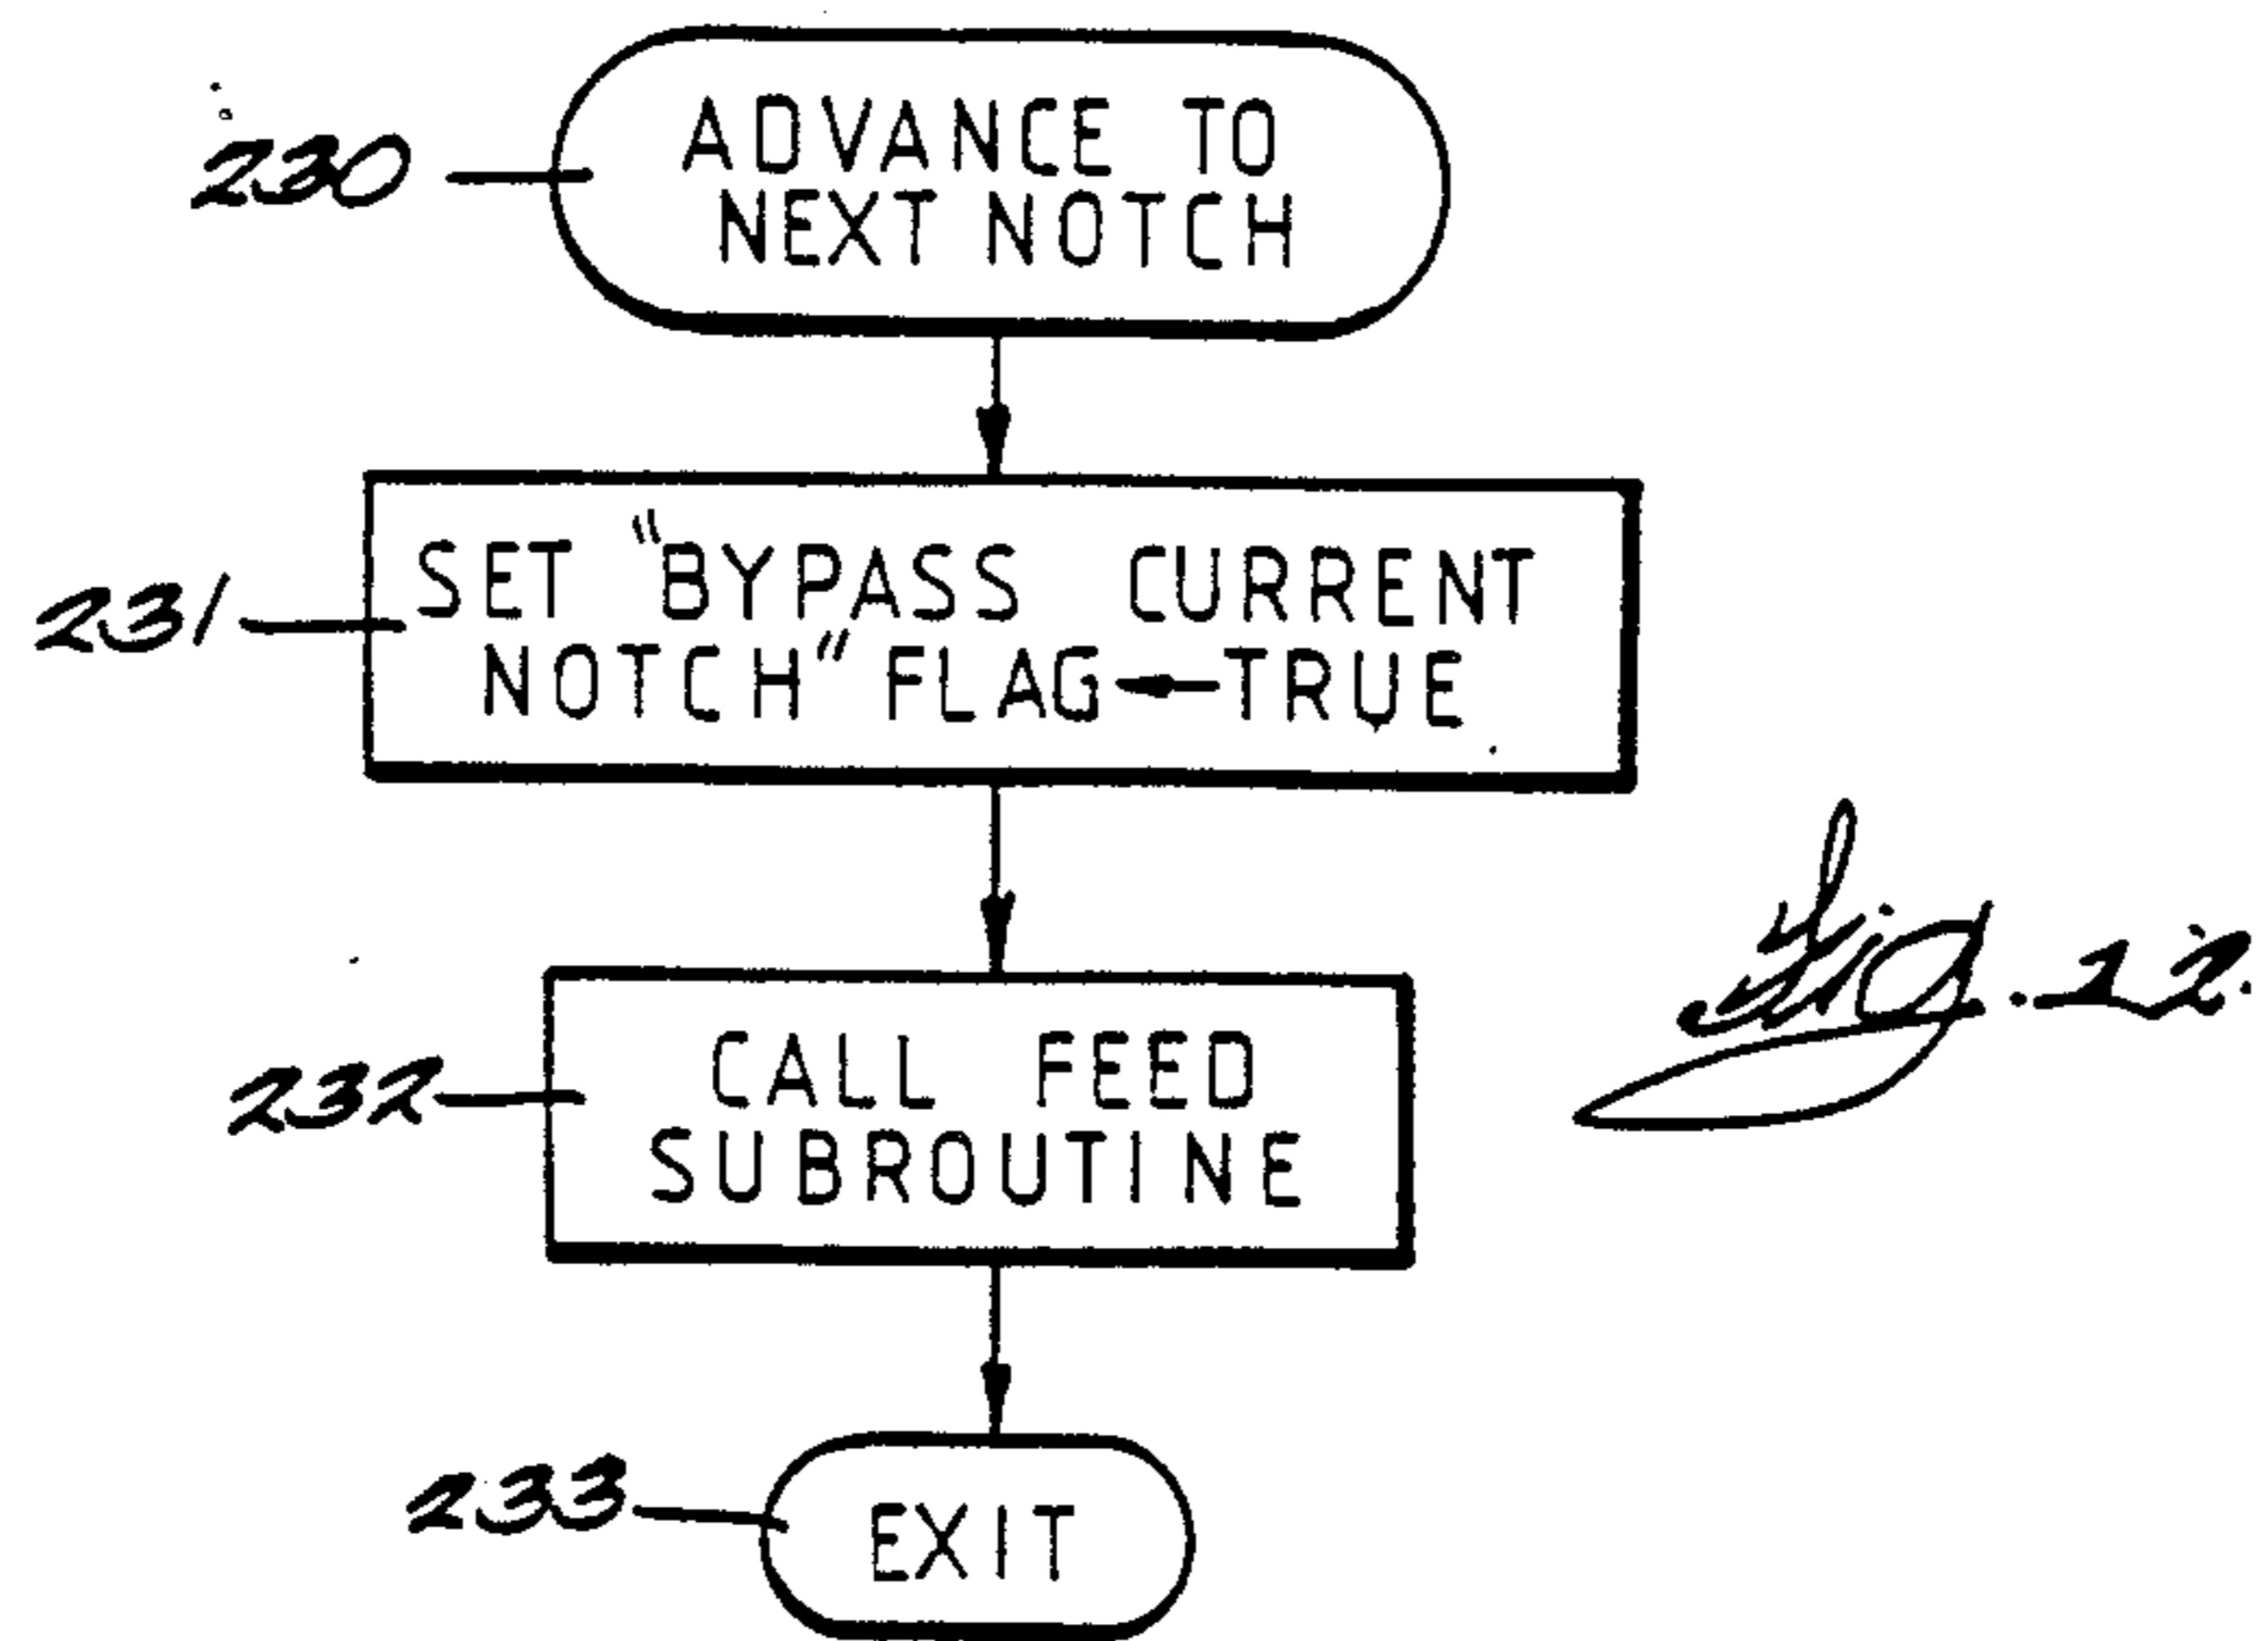 230
ADVANCE TO
NEXT NOTCH
231
SET "BYPASS CURRENT
NOTCH" FLAG←TRUE
Fig. 22.
232
CALL FEED
SUBROUTINE
233
EXIT